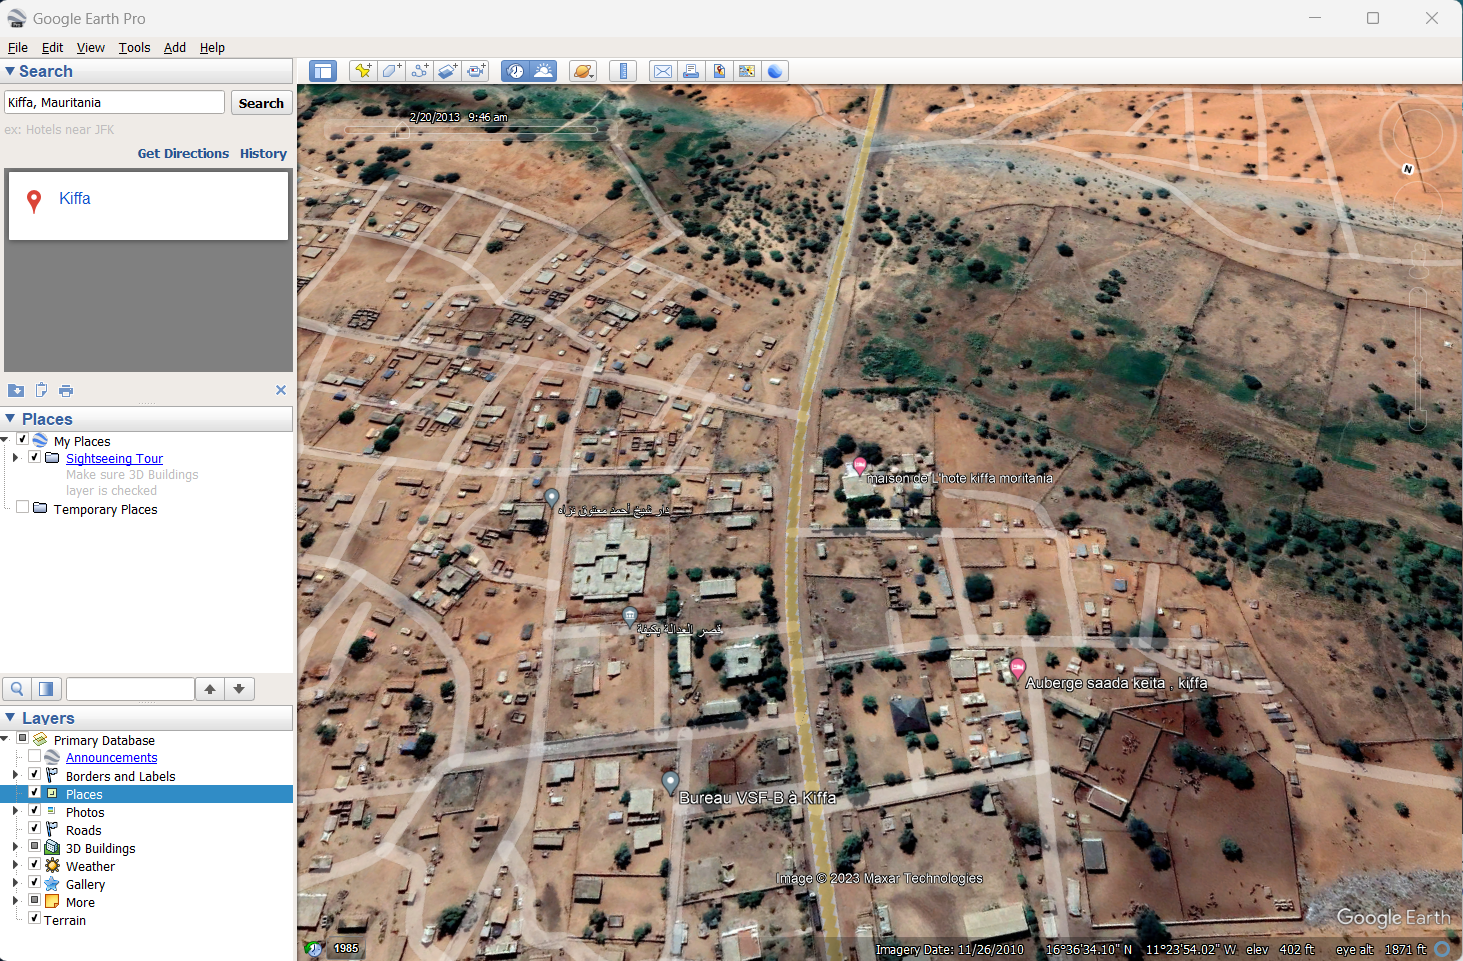 Google Earth Pro
File Edit View Tools Add Help
Search
Kiffa, Mauritania
Search
ex: Hotels near JFK
Get Directions History
Kiffa
Places
My Places
Sightseeing Tour
Make sure 3D Buildings
layer is checked
Temporary Places
Layers
Primary Database
Announcements
Borders and Labels
Places
Photos
Roads
3D Buildings
Weather
Gallery
More
Terrain
2/20/2013 9:46 am
N
maison de L'hote kiffa moritania
دار شيخ احمد معتوق نزاه
قصر العدالة بكيفة
Auberge saada keita , kiffa
Bureau VSF-B à Kiffa
Image © 2023 Maxar Technologies
Google Earth
1985
Imagery Date: 11/26/2010 16°36'34.10" N 11°23'54.02" W elev 402 ft eye alt 1871 ft